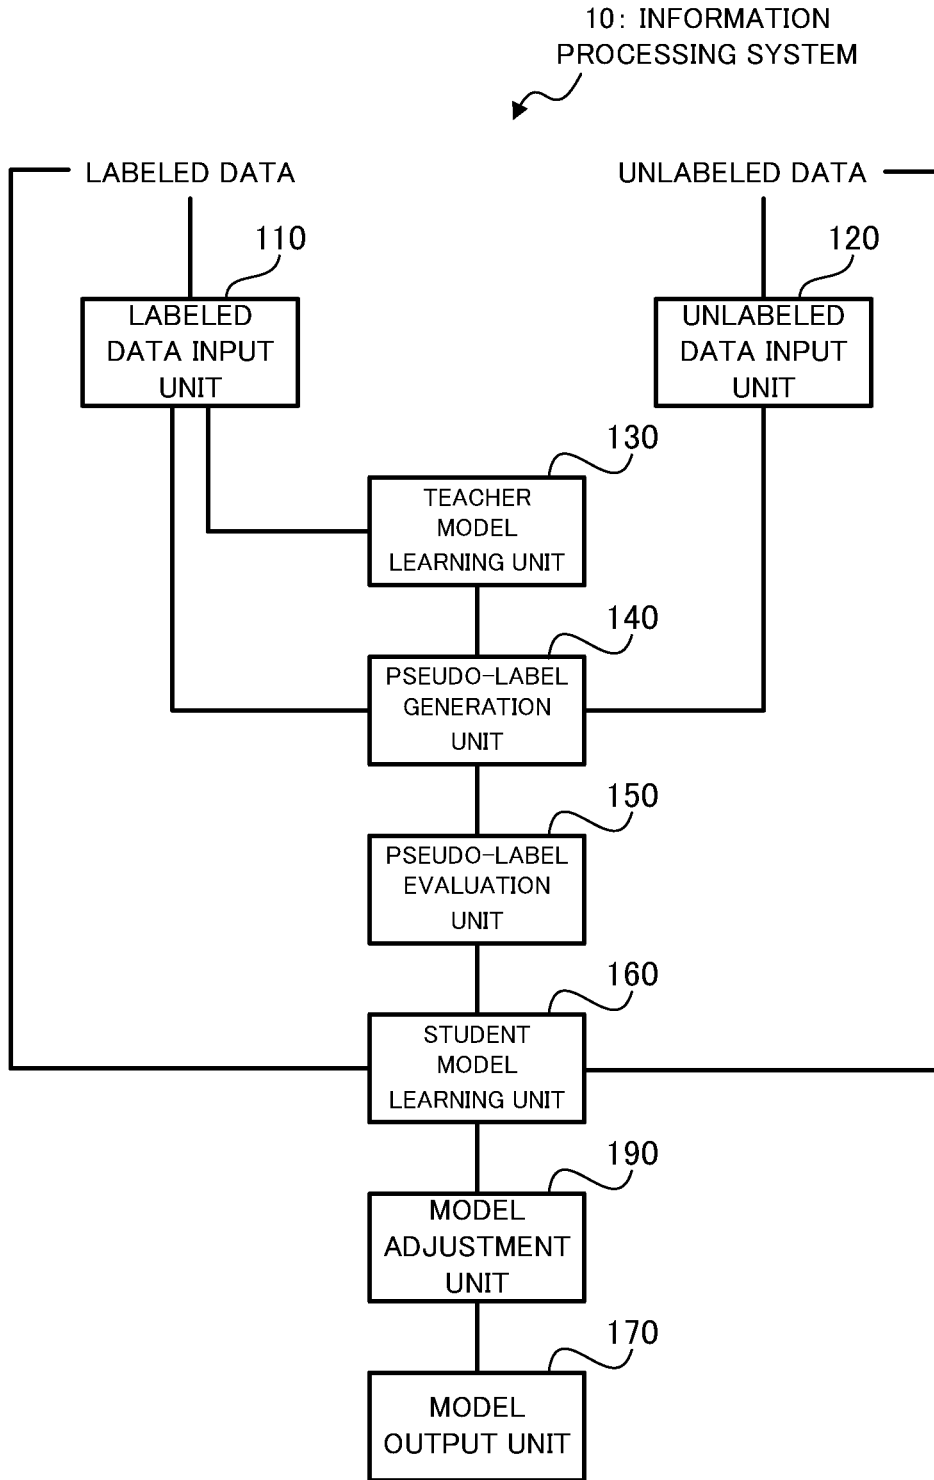 10: INFORMATION
PROCESSING SYSTEM
LABELED DATA
UNLABELED DATA
110
120
LABELED
DATA INPUT
UNIT
UNLABELED
DATA INPUT
UNIT
130
TEACHER
MODEL
LEARNING UNIT
140
PSEUDO-LABEL
GENERATION
UNIT
150
PSEUDO-LABEL
EVALUATION
UNIT
160
STUDENT
MODEL
LEARNING UNIT
190
MODEL
ADJUSTMENT
UNIT
170
MODEL
OUTPUT UNIT